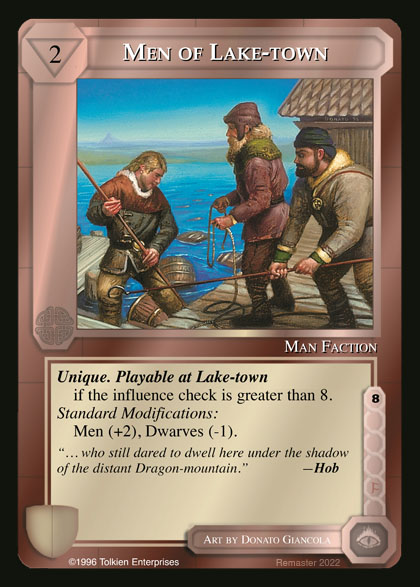 2
MEN OF LAKE-TOWN
MAN FACTION
Unique. Playable at Lake-town
if the influence check is greater than 8.
Standard Modifications:
Men (+2), Dwarves (-1).
“… who still dared to dwell here under the shadow
of the distant Dragon-mountain.” —Hob
8
ART BY DONATO GIANCOLA
©1996 Tolkien Enterprises
Remaster 2022